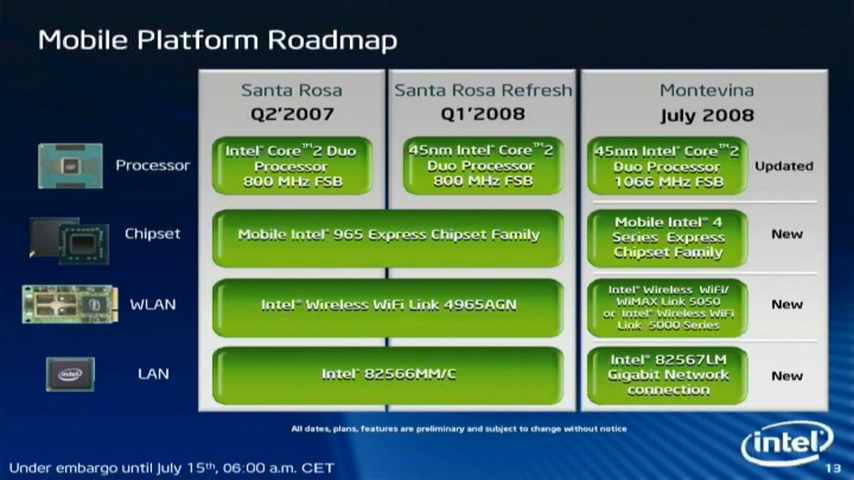 Mobile Platform Roadmap
Santa Rosa
Q2'2007
Santa Rosa Refresh
Q1'2008
Montevina
July 2008
Processor
Intel® Core™2 Duo
Processor
800 MHz FSB
45nm Intel® Core™2
Duo Processor
800 MHz FSB
45nm Intel® Core™2
Duo Processor
1066 MHz FSB
Updated
Chipset
Mobile Intel® 965 Express Chipset Family
Mobile Intel® 4
Series Express
Chipset Family
New
WLAN
Intel® Wireless WiFi Link 4965AGN
Intel® Wireless WiFi/
WiMAX Link 5050
or Intel® Wireless WiFi
Link 5000 Series
New
LAN
Intel® 82566MM/C
Intel® 82567LM
Gigabit Network
connection
New
All dates, plans, features are preliminary and subject to change without notice
intel®
Under embargo until July 15th, 06:00 a.m. CET
13